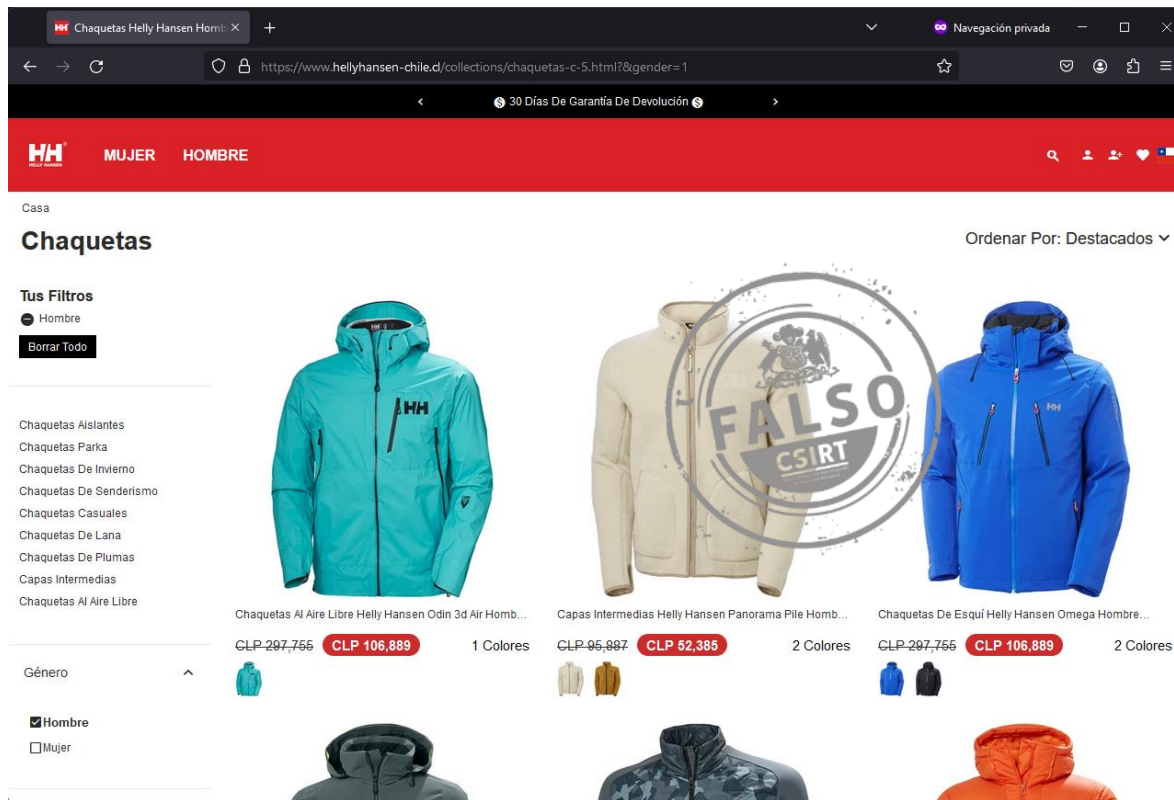 Chaquetas Helly Hansen Homb
Navegación privada
https://www.hellyhansen-chile.cl/collections/chaquetas-c-5.html?&gender=1
30 Días De Garantía De Devolución
HH
HELLY HANSEN
MUJER
HOMBRE
Casa
Chaquetas
Ordenar Por: Destacados
Tus Filtros
Hombre
Borrar Todo
Chaquetas Aislantes
Chaquetas Parka
Chaquetas De Invierno
Chaquetas De Senderismo
Chaquetas Casuales
Chaquetas De Lana
Chaquetas De Plumas
Capas Intermedias
Chaquetas Al Aire Libre
Género
Hombre
Mujer
HH
FALSO
CSIRT
HH
Chaquetas Al Aire Libre Helly Hansen Odin 3d Air Homb...
Capas Intermedias Helly Hansen Panorama Pile Homb...
Chaquetas De Esquí Helly Hansen Omega Hombre...
CLP 297,755 CLP 106,889 1 Colores
CLP 95,887 CLP 52,385 2 Colores
CLP 297,755 CLP 106,889 2 Colores